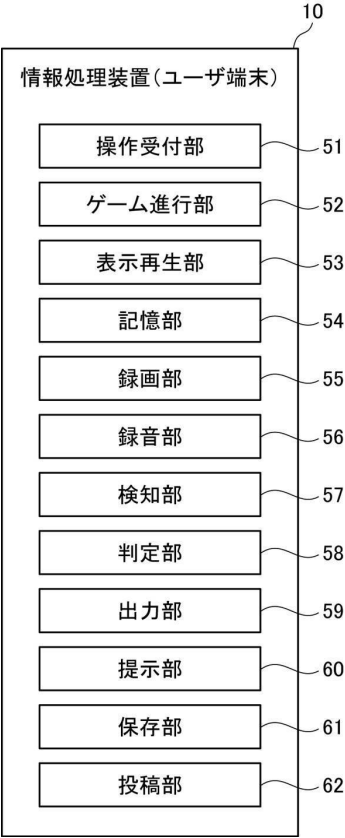 10
情報処理装置(ユーザ端末)
操作受付部 51
ゲーム進行部 52
表示再生部 53
記憶部 54
録画部 55
録音部 56
検知部 57
判定部 58
出力部 59
提示部 60
保存部 61
投稿部 62